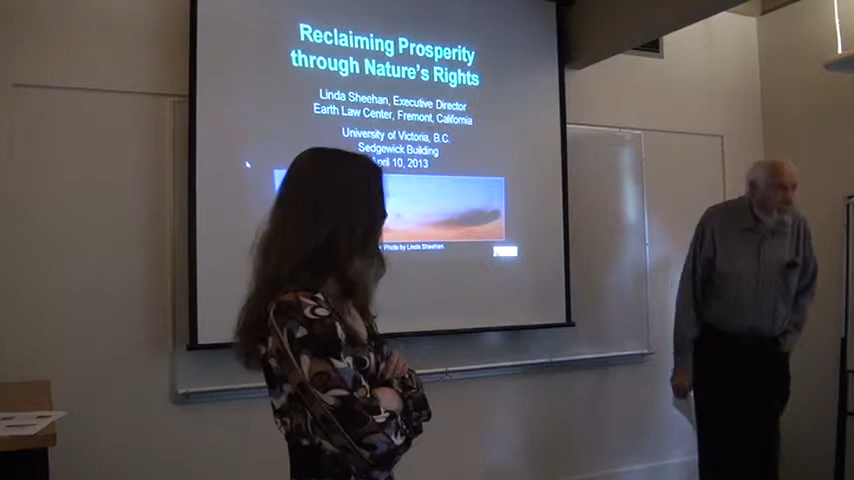 Reclaiming Prosperity
through Nature's Rights
Linda Sheehan, Executive Director
Earth Law Center, Fremont, California
University of Victoria, B.C.
Sedgewick Building
April 10, 2013
Photo by Linda Sheehan